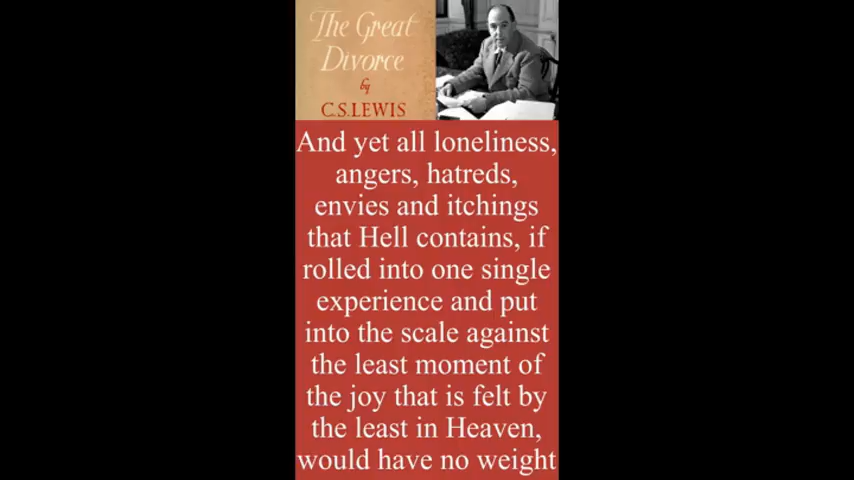 The Great
Divorce
by
C.S.LEWIS
And yet all loneliness,
angers, hatreds,
envies and itchings
that Hell contains, if
rolled into one single
experience and put
into the scale against
the least moment of
the joy that is felt by
the least in Heaven,
would have no weight